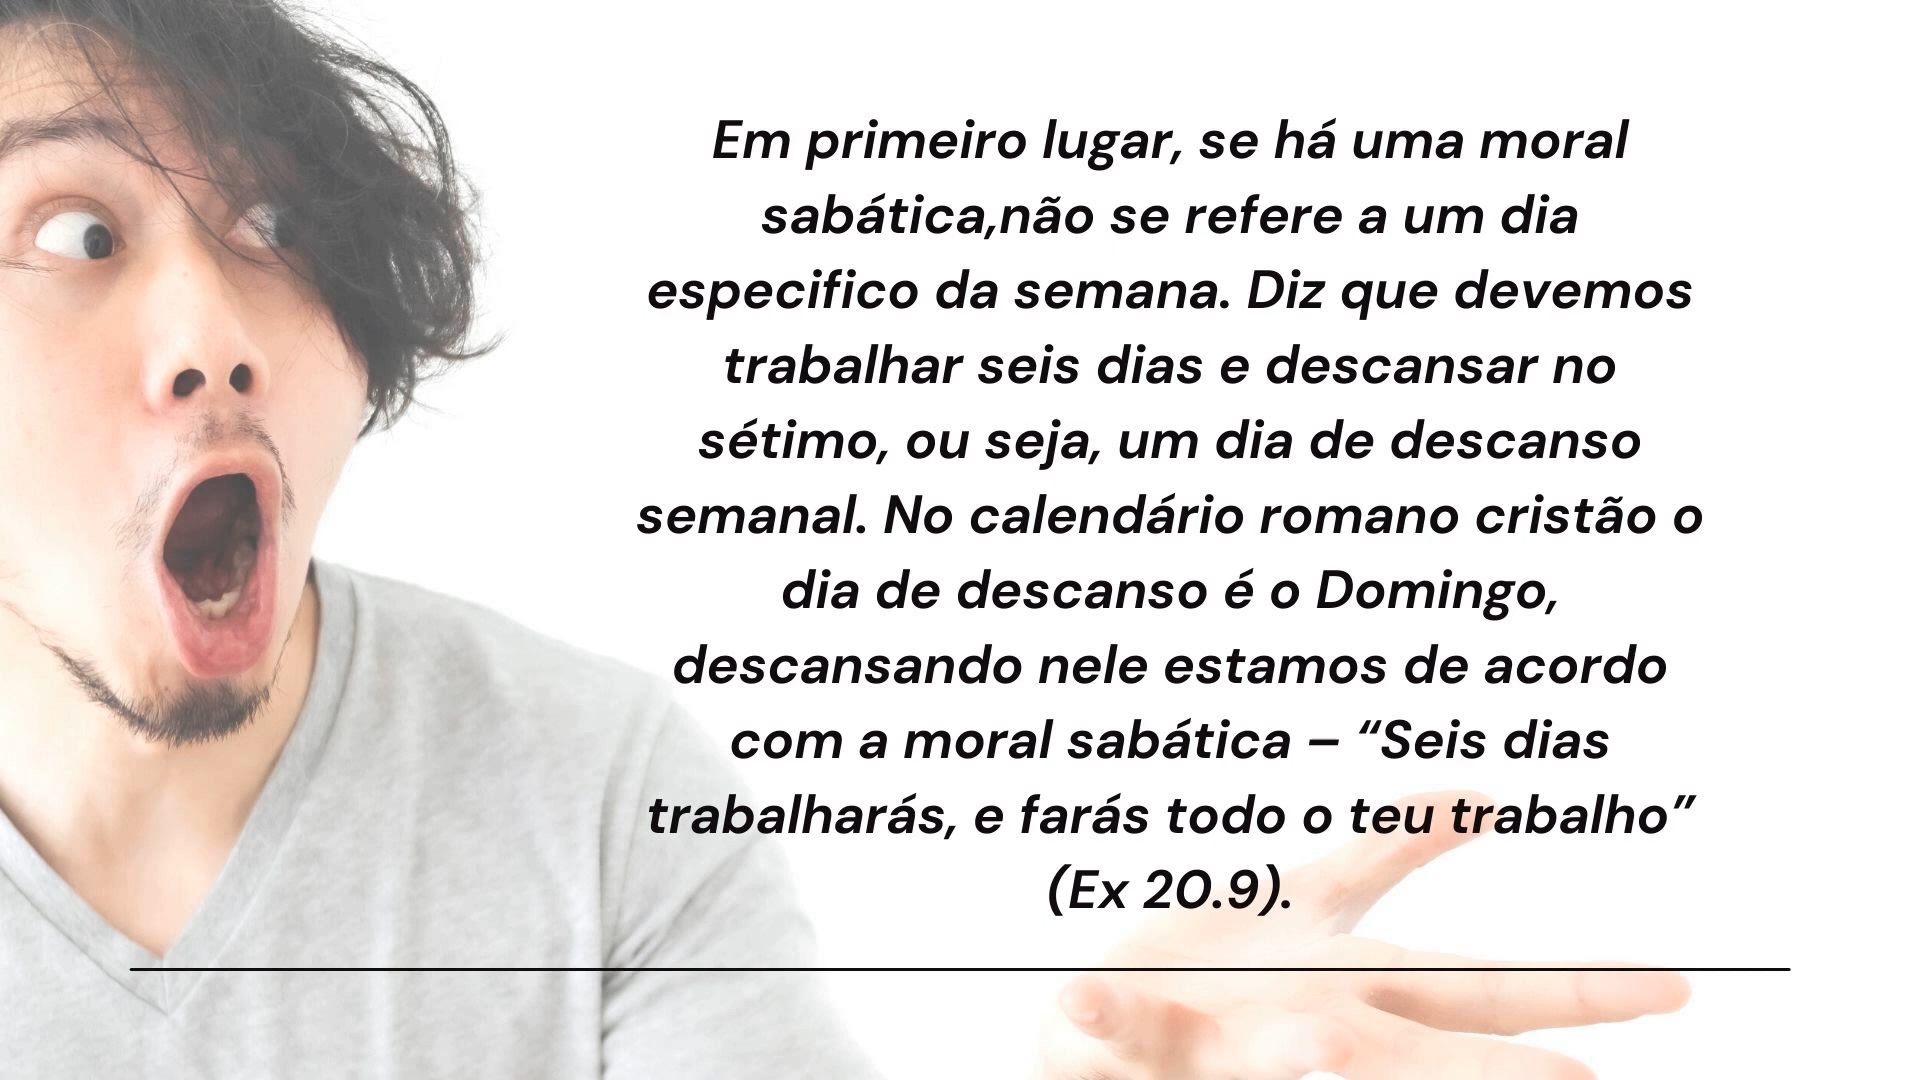 Em primeiro lugar, se há uma moral
sabática,não se refere a um dia
especifico da semana. Diz que devemos
trabalhar seis dias e descansar no
sétimo, ou seja, um dia de descanso
semanal. No calendário romano cristão o
dia de descanso é o Domingo,
descansando nele estamos de acordo
com a moral sabática – “Seis dias
trabalharás, e farás todo o teu trabalho”
(Ex 20.9).